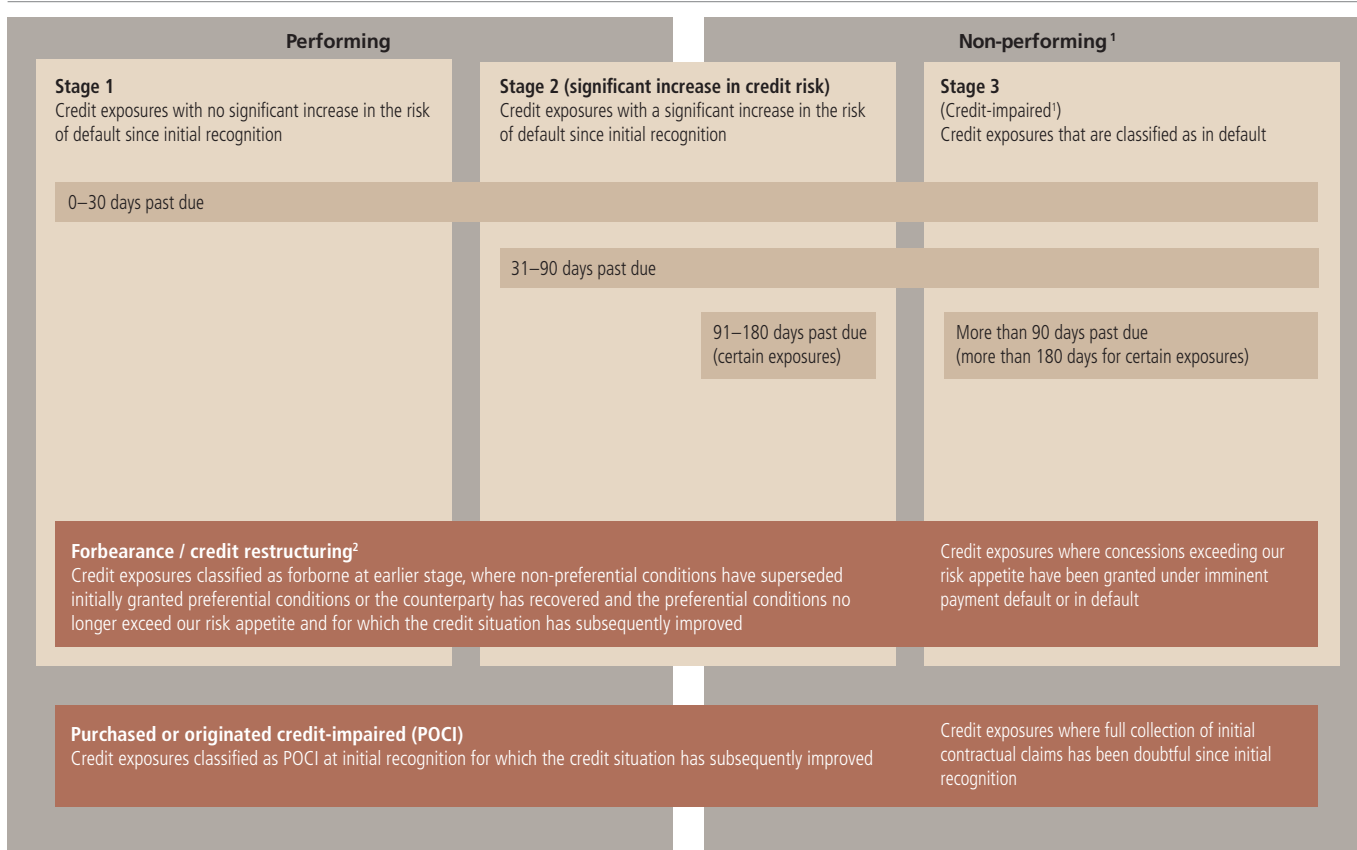 Performing
Non-performing¹
Stage 1
Credit exposures with no significant increase in the risk
of default since initial recognition
Stage 2 (significant increase in credit risk)
Credit exposures with a significant increase in the risk
of default since initial recognition
Stage 3
(Credit-impaired¹)
Credit exposures that are classified as in default
0–30 days past due
31–90 days past due
91–180 days past due
(certain exposures)
More than 90 days past due
(more than 180 days for certain exposures)
Forbearance / credit restructuring²
Credit exposures classified as forborne at earlier stage, where non-preferential conditions have superseded
initially granted preferential conditions or the counterparty has recovered and the preferential conditions no
longer exceed our risk appetite and for which the credit situation has subsequently improved
Credit exposures where concessions exceeding our
risk appetite have been granted under imminent
payment default or in default
Purchased or originated credit-impaired (POCI)
Credit exposures classified as POCI at initial recognition for which the credit situation has subsequently improved
Credit exposures where full collection of initial
contractual claims has been doubtful since initial
recognition